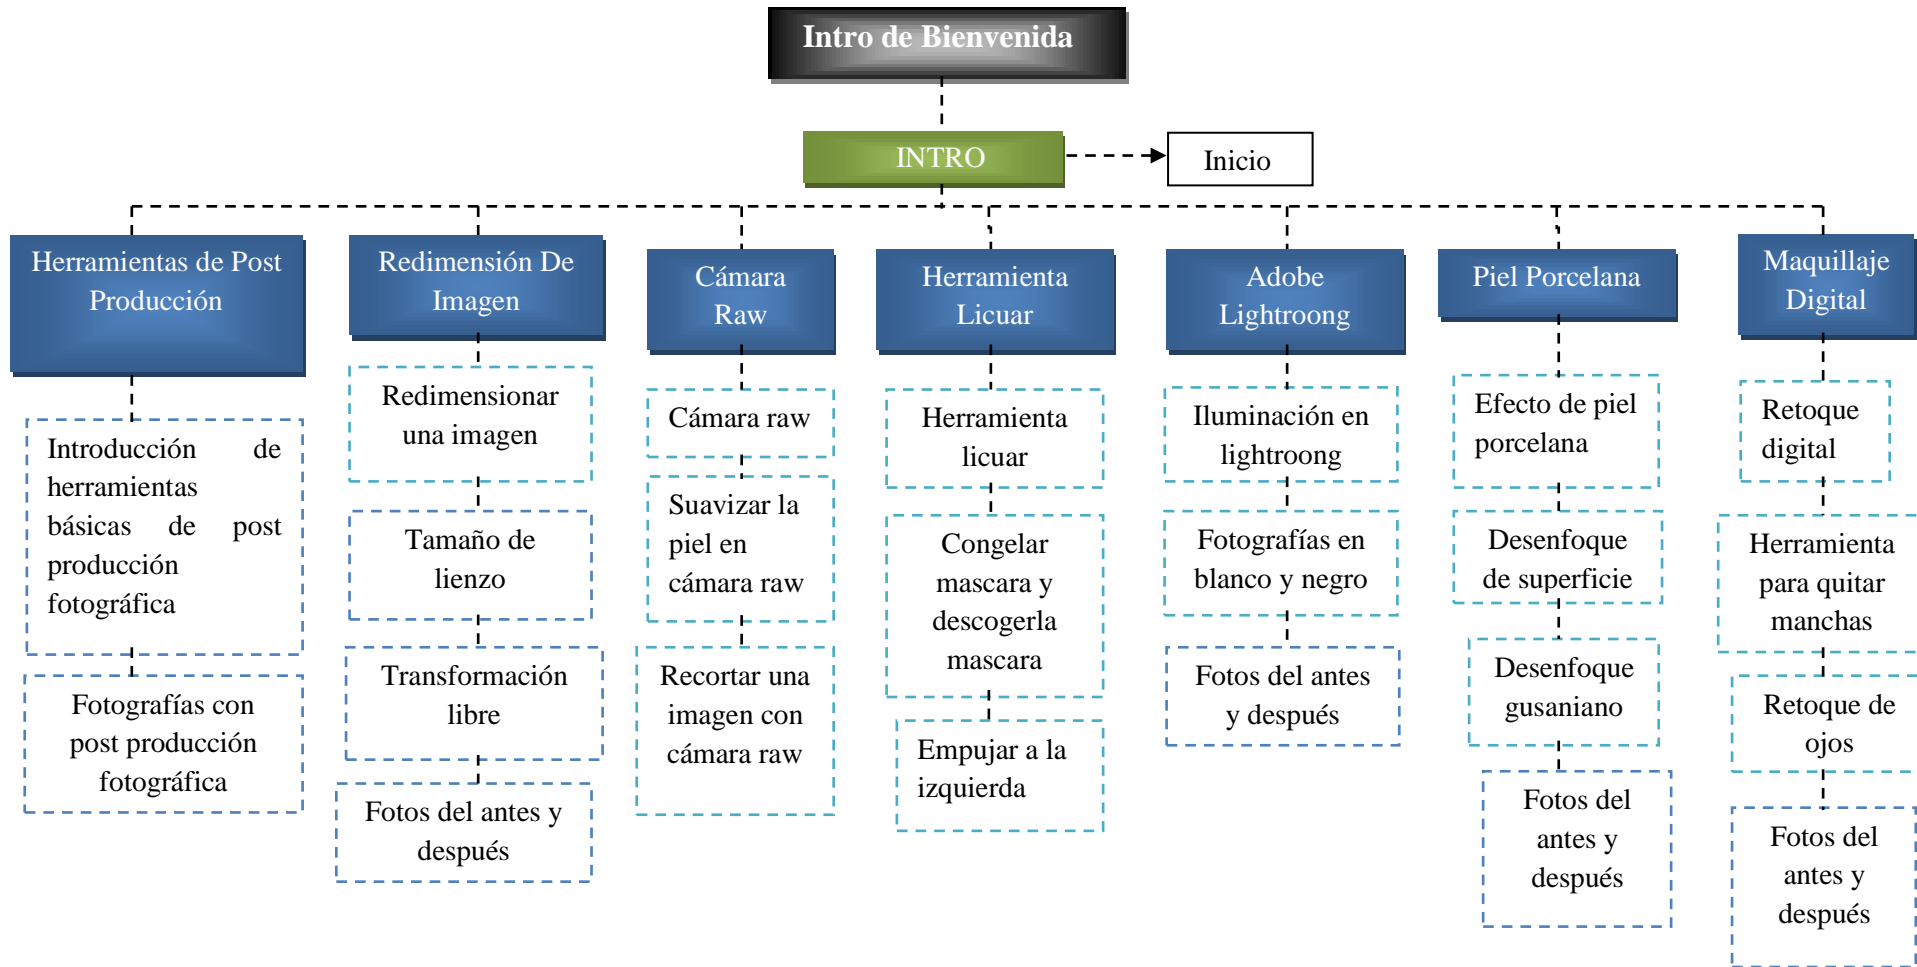 Intro de Bienvenida
INTRO
Inicio
Herramientas de Post
Producción
Introducción de
herramientas
básicas de post
producción
fotográfica
Fotografías con
post producción
fotográfica
Redimensión De
Imagen
Redimensionar
una imagen
Tamaño de
lienzo
Transformación
libre
Fotos del antes y
después
Cámara
Raw
Cámara raw
Suavizar la
piel en
cámara raw
Recortar una
imagen con
cámara raw
Herramienta
Licuar
Herramienta
licuar
Congelar
mascara y
descogerla
mascara
Empujar a la
izquierda
Adobe
Lightroong
Iluminación en
lightroong
Fotografías en
blanco y negro
Fotos del antes
y después
Piel Porcelana
Efecto de piel
porcelana
Desenfoque
de superficie
Desenfoque
gusaniano
Fotos del
antes y
después
Maquillaje
Digital
Retoque
digital
Herramienta
para quitar
manchas
Retoque de
ojos
Fotos del
antes y
después